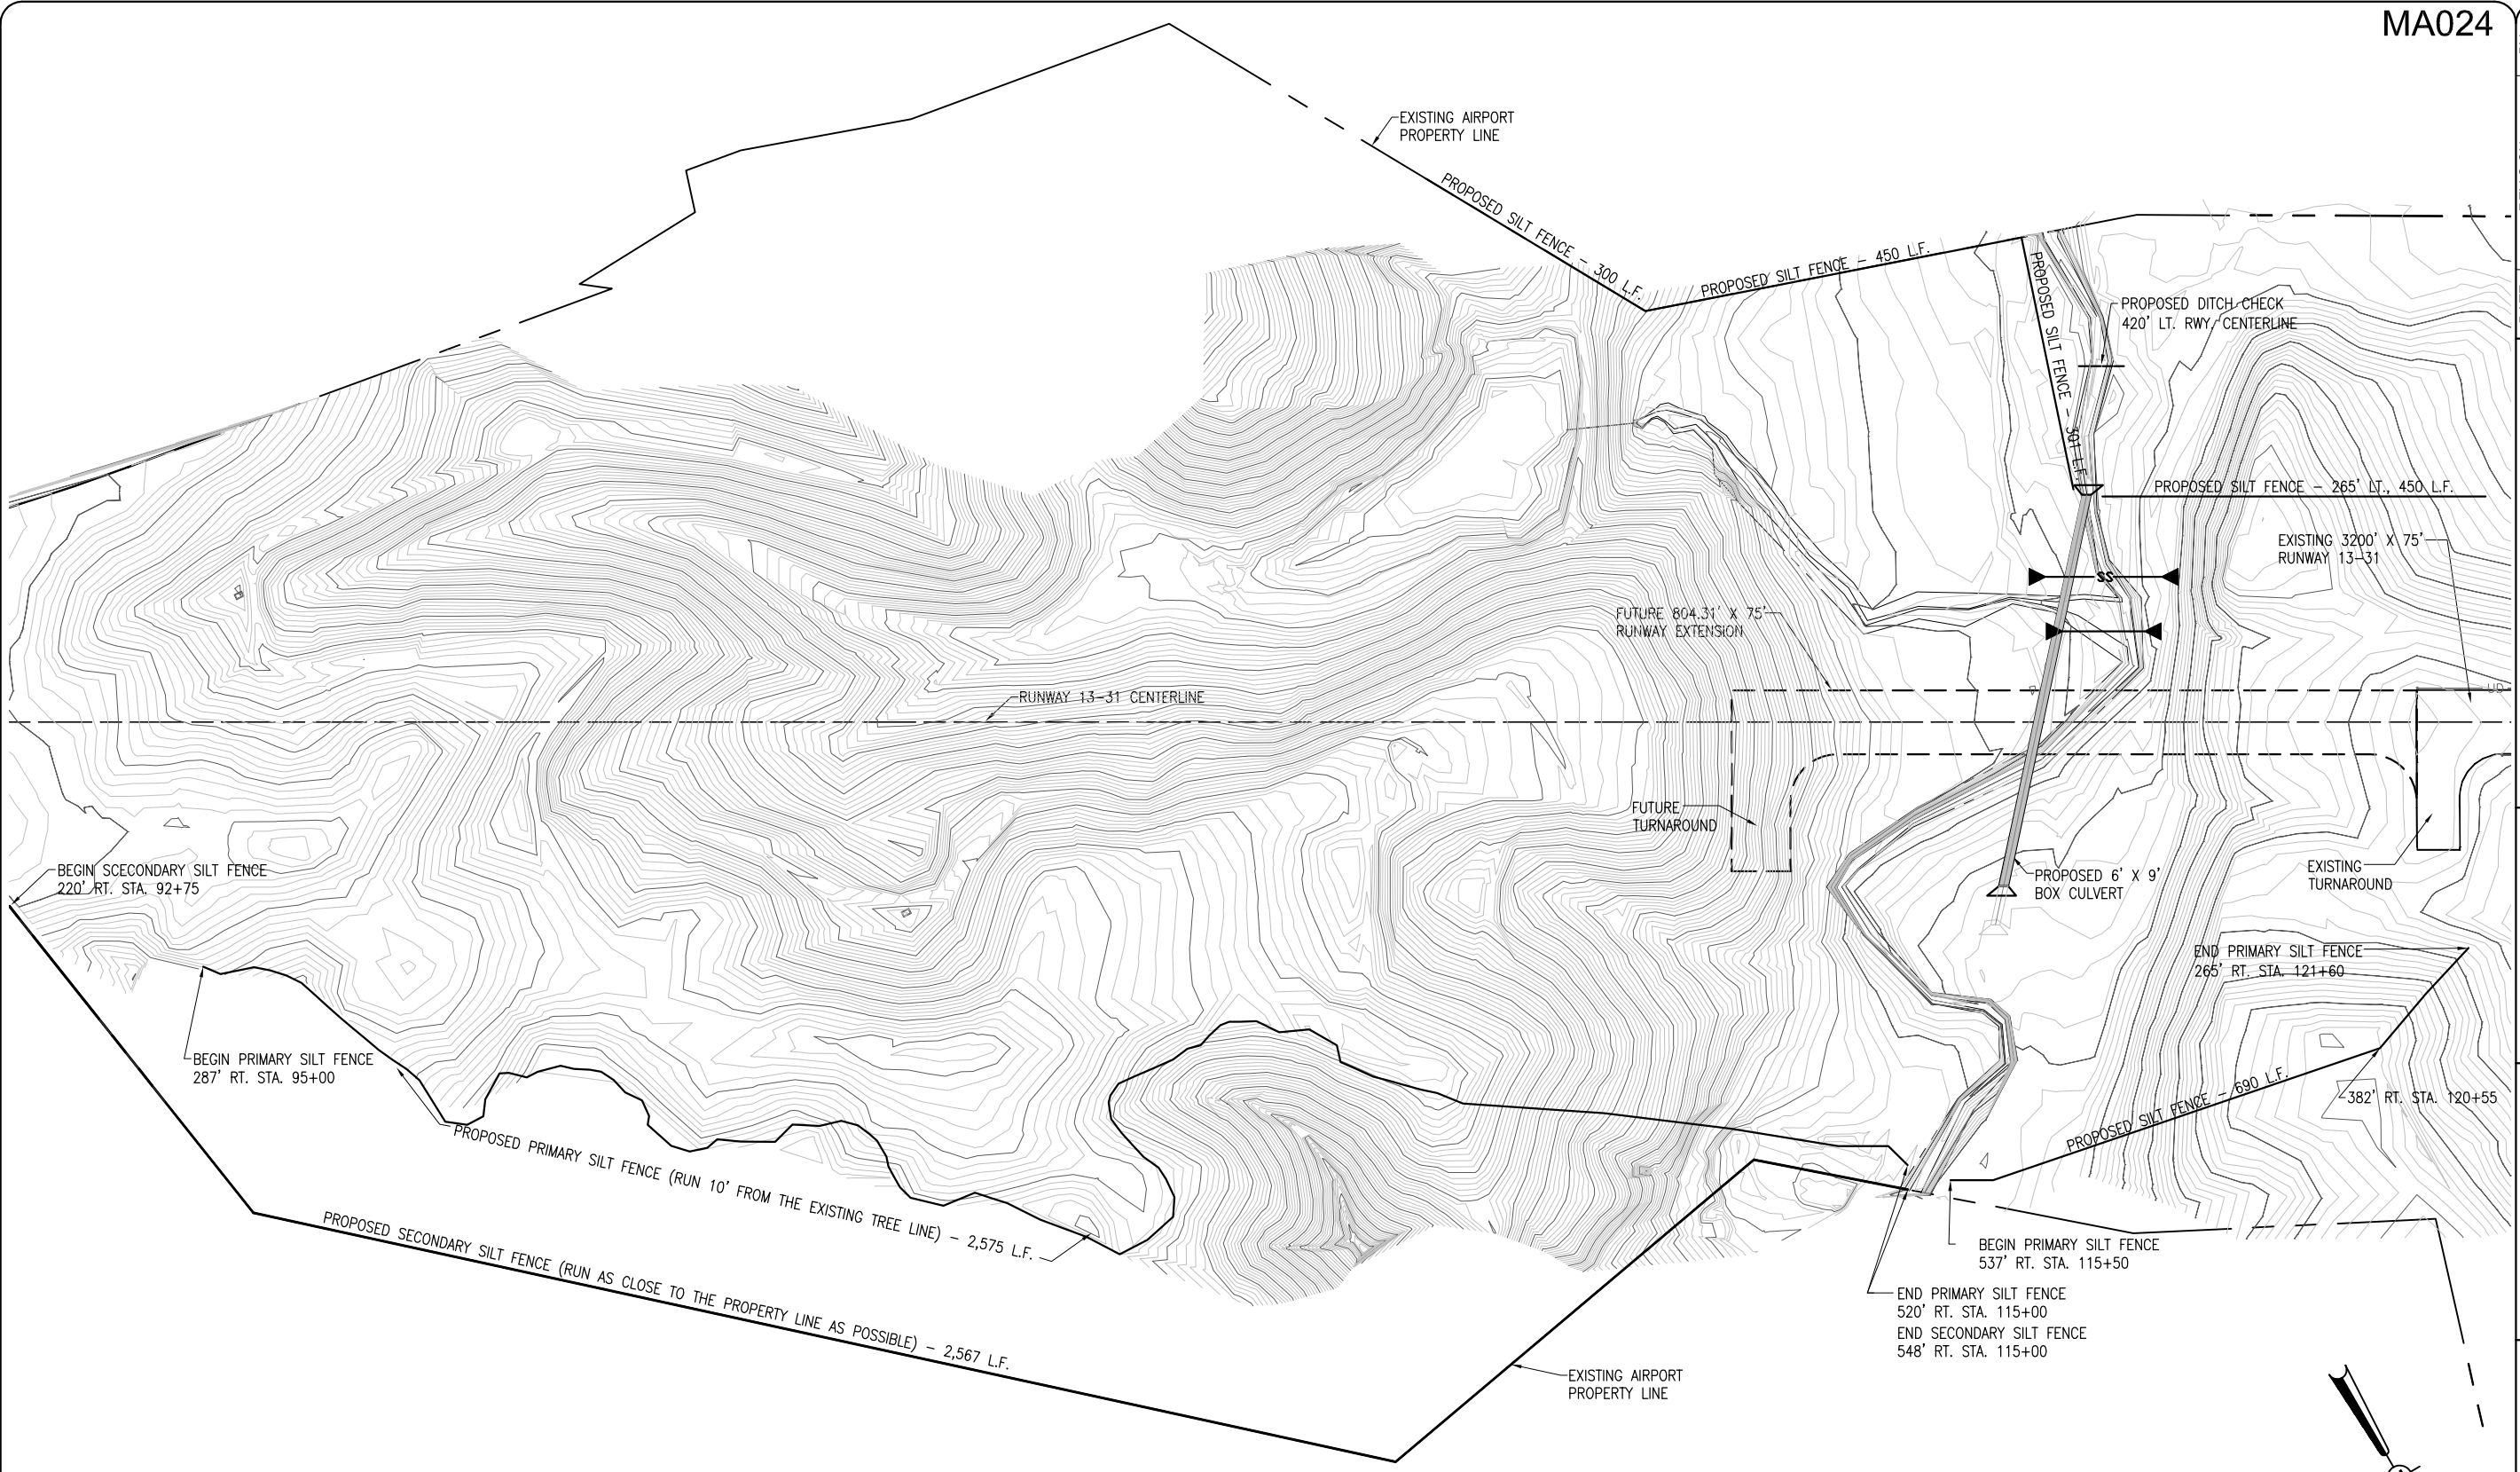 MA024
EXISTING AIRPORT
PROPERTY LINE
PROPOSED SILT FENCE - 300 L.F.
PROPOSED SILT FENCE - 450 L.F.
PROPOSED SILT FENCE - 301 L.F.
PROPOSED DITCH CHECK
420' LT. RWY. CENTERLINE
PROPOSED SILT FENCE - 265' LT., 450 L.F.
EXISTING 3200' X 75'
RUNWAY 13-31
SS
FUTURE 804.31' X 75'
RUNWAY EXTENSION
RUNWAY 13-31 CENTERLINE
UD
FUTURE
TURNAROUND
BEGIN SCECONDARY SILT FENCE
220' RT. STA. 92+75
PROPOSED 6' X 9'
BOX CULVERT
EXISTING
TURNAROUND
END PRIMARY SILT FENCE
265' RT. STA. 121+60
BEGIN PRIMARY SILT FENCE
287' RT. STA. 95+00
382' RT. STA. 120+55
PROPOSED SILT FENCE - 690 L.F.
PROPOSED PRIMARY SILT FENCE (RUN 10' FROM THE EXISTING TREE LINE) - 2,575 L.F.
PROPOSED SECONDARY SILT FENCE (RUN AS CLOSE TO THE PROPERTY LINE AS POSSIBLE) - 2,567 L.F.
BEGIN PRIMARY SILT FENCE
537' RT. STA. 115+50
END PRIMARY SILT FENCE
520' RT. STA. 115+00
END SECONDARY SILT FENCE
548' RT. STA. 115+00
EXISTING AIRPORT
PROPERTY LINE